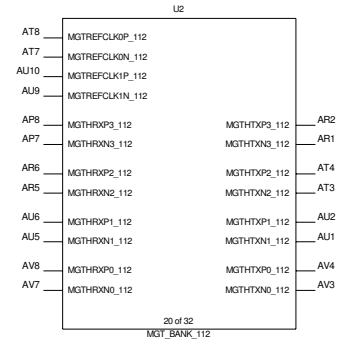 U2
AT8 MGTREFCLK0P_112
AT7 MGTREFCLK0N_112
AU10 MGTREFCLK1P_112
AU9 MGTREFCLK1N_112
AP8 MGTHRXP3_112 MGTHTXP3_112 AR2
AP7 MGTHRXN3_112 MGTHTXN3_112 AR1
AR6 MGTHRXP2_112 MGTHTXP2_112 AT4
AR5 MGTHRXN2_112 MGTHTXN2_112 AT3
AU6 MGTHRXP1_112 MGTHTXP1_112 AU2
AU5 MGTHRXN1_112 MGTHTXN1_112 AU1
AV8 MGTHRXP0_112 MGTHTXP0_112 AV4
AV7 MGTHRXN0_112 MGTHTXN0_112 AV3
20 of 32
MGT_BANK_112